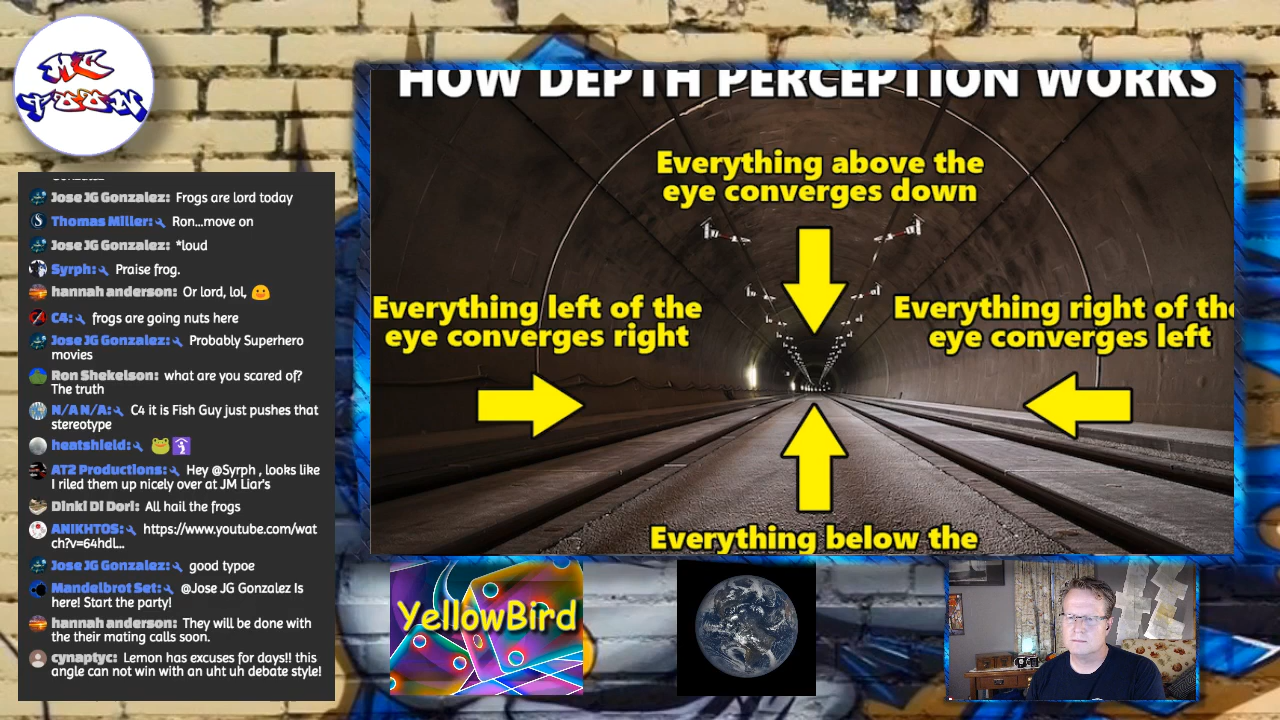 MC
TOON
HOW DEPTH PERCEPTION WORKS
Everything above the
eye converges down
Everything left of the
eye converges right
Everything right of the
eye converges left
Everything below the
Jose JG Gonzalez: Frogs are lord today
Thomas Miller: Ron...move on
Jose JG Gonzalez: *loud
Syrph: Praise frog.
hannah anderson: Or lord, lol,
C4: frogs are going nuts here
Jose JG Gonzalez: Probably Superhero
movies
Ron Shekelson: what are you scared of?
The truth
N/A N/A: C4 it is Fish Guy just pushes that
stereotype
heatshield:
AT2 Productions: Hey @Syrph , looks like
I riled them up nicely over at JM Liar's
Dinki Di Dori: All hail the frogs
ANIKHTOS: https://www.youtube.com/wat
ch?v=64hdL...
Jose JG Gonzalez: good typoe
Mandelbrot Set: @Jose JG Gonzalez Is
here! Start the party!
hannah anderson: They will be done with
the their mating calls soon.
cynaptyc: Lemon has excuses for days!! this
angle can not win with an uht uh debate style!
YellowBird